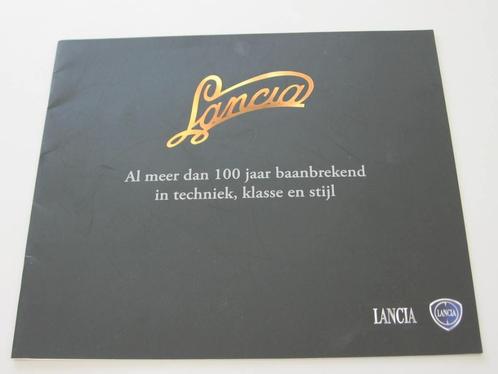 Lancia
Al meer dan 100 jaar baanbrekend
in techniek, klasse en stijl
LANCIA
LANCIA